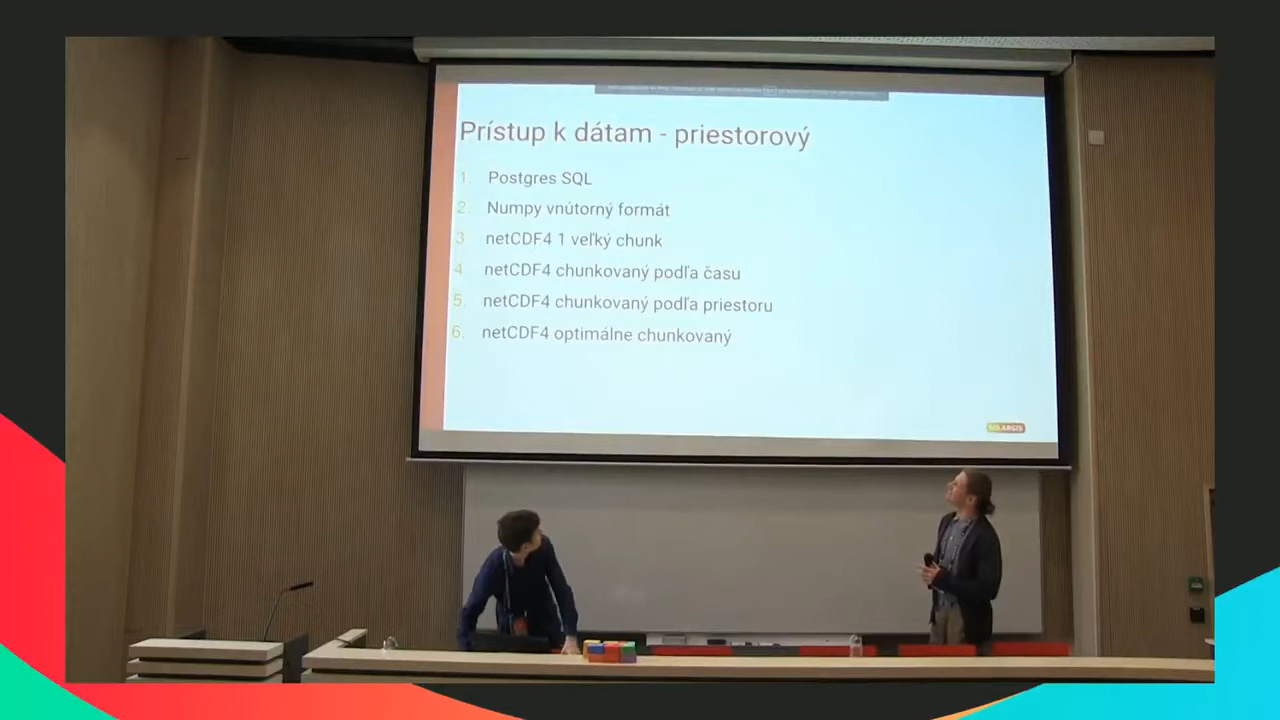 Prístup k dátam - priestorový
1. Postgres SQL
2. Numpy vnútorný formát
3. netCDF4 1 veľký chunk
4. netCDF4 chunkovaný podľa času
5. netCDF4 chunkovaný podľa priestoru
6. netCDF4 optimálne chunkovaný
SOLARGIS